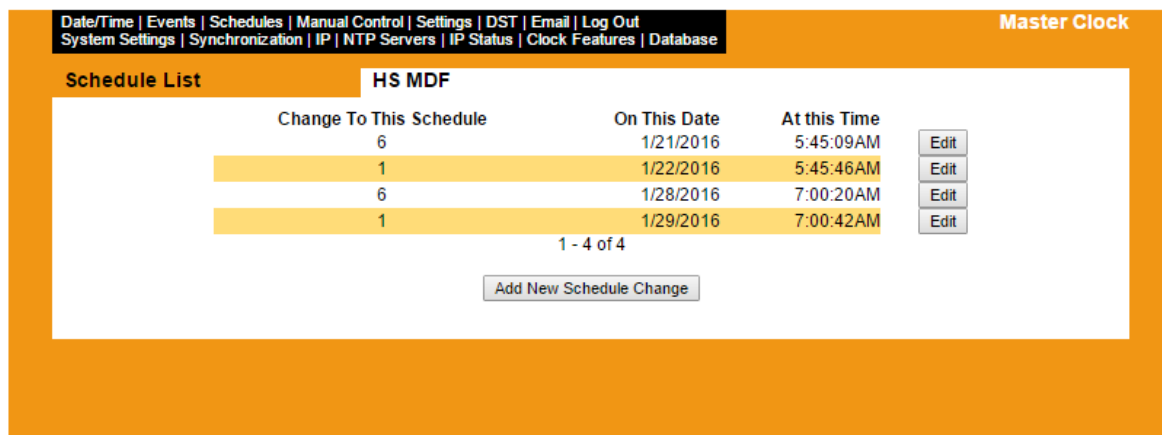 Date/Time | Events | Schedules | Manual Control | Settings | DST | Email | Log Out
System Settings | Synchronization | IP | NTP Servers | IP Status | Clock Features | Database
Master Clock
Schedule List
HS MDF
Change To This Schedule On This Date At this Time
6 1/21/2016 5:45:09AM Edit
1 1/22/2016 5:45:46AM Edit
6 1/28/2016 7:00:20AM Edit
1 1/29/2016 7:00:42AM Edit
1 - 4 of 4
Add New Schedule Change